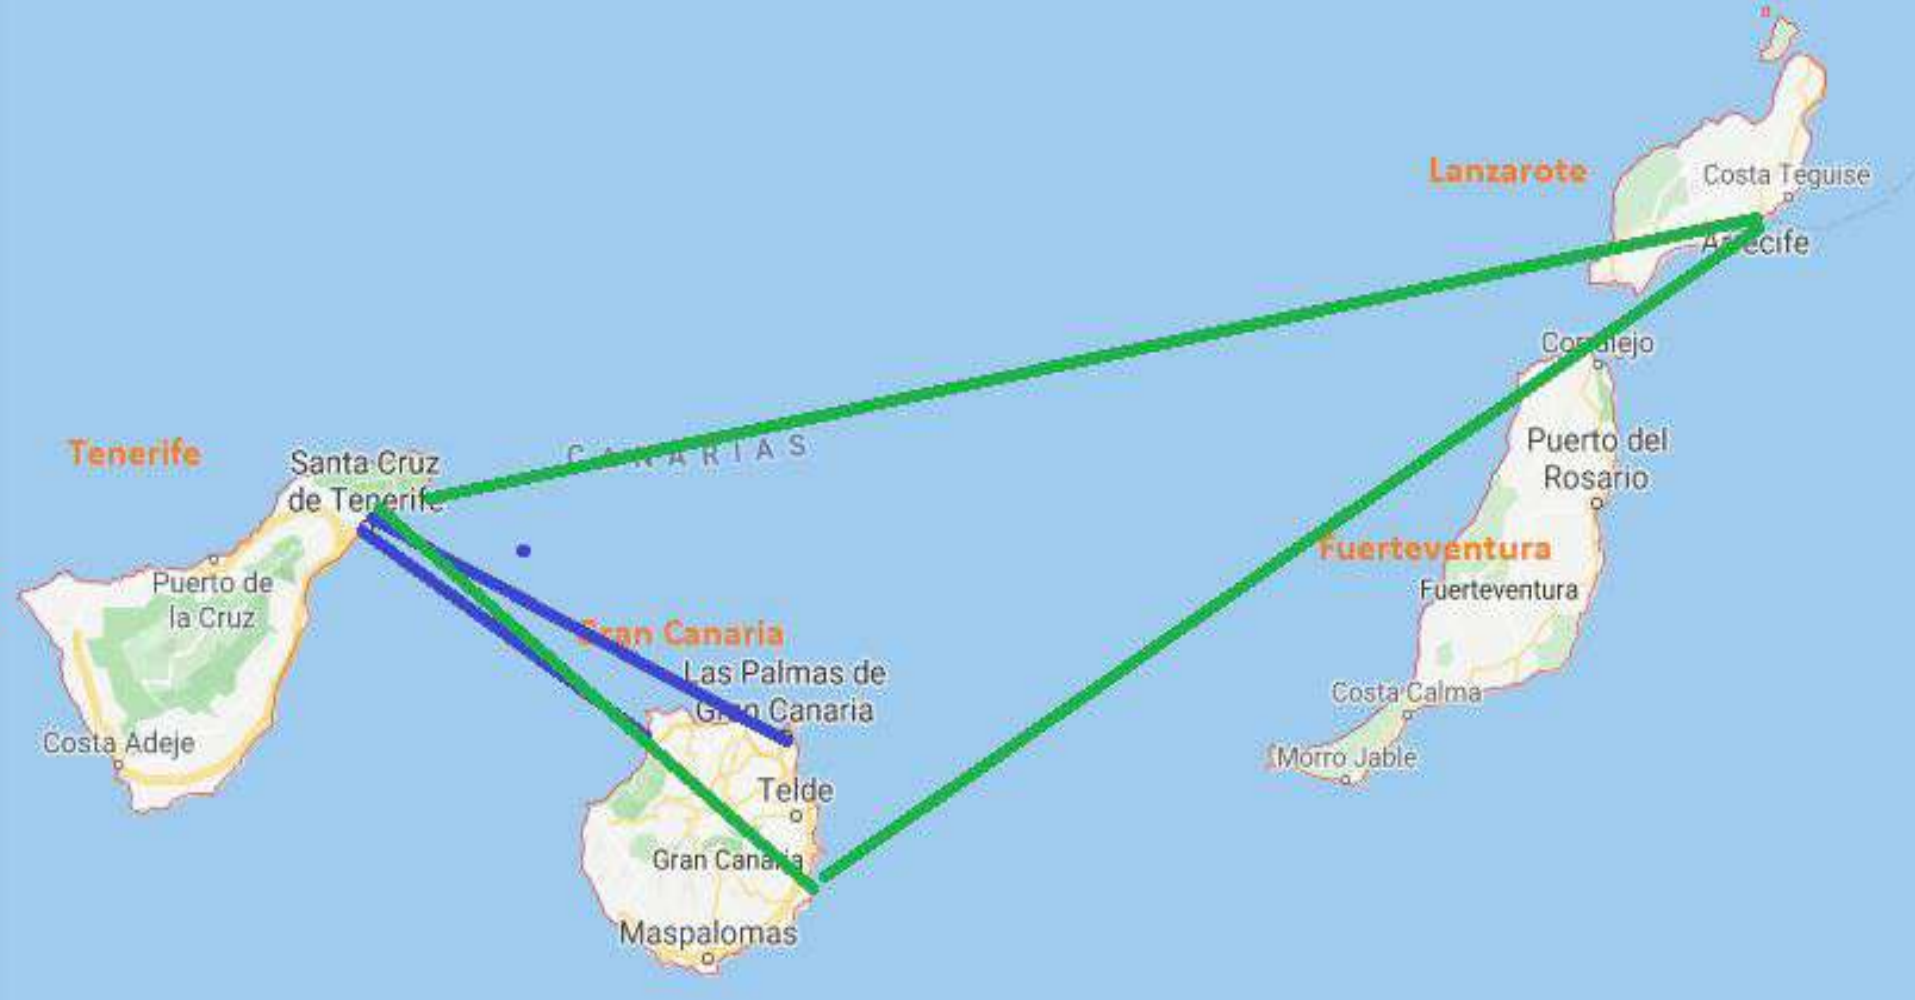 Lanzarote
Costa Teguise
Arrecife
Corralejo
CANARIAS
Tenerife
Santa Cruz
de Tenerife
Puerto del
Rosario
Fuerteventura
Fuerteventura
Puerto de
la Cruz
Gran Canaria
Las Palmas de
Gran Canaria
Costa Calma
Costa Adeje
Morro Jable
Telde
Gran Canaria
Maspalomas